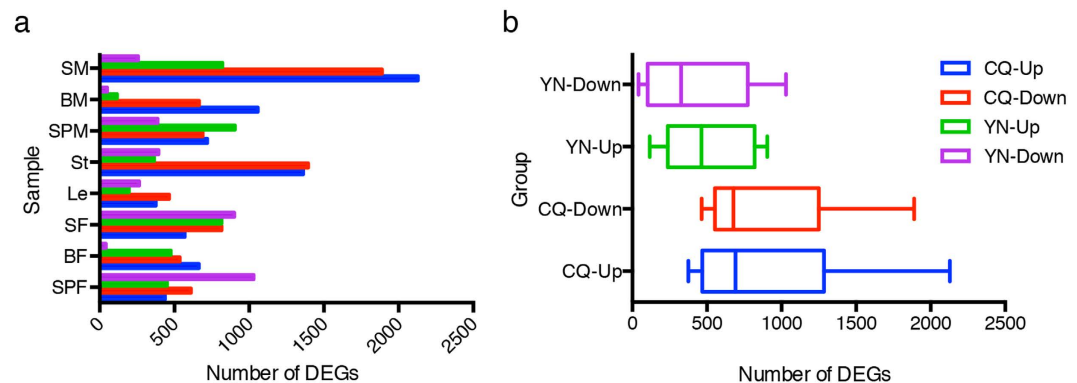 a
SM
BM
SPM
St
Le
SF
BF
SPF
Sample
0
500
1000
1500
2000
2500
Number of DEGs
b
YN-Down
YN-Up
CQ-Down
CQ-Up
Group
0
500
1000
1500
2000
2500
Number of DEGs
CQ-Up
CQ-Down
YN-Up
YN-Down